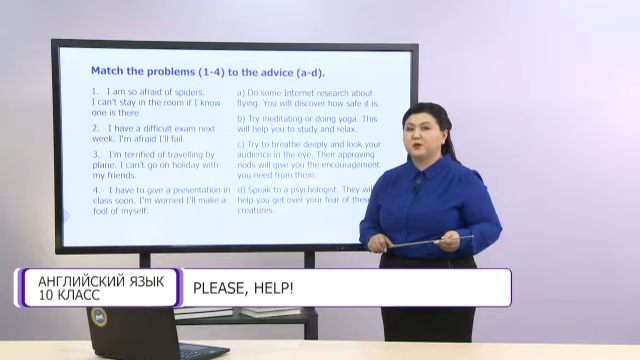 Match the problems (1-4) to the advice (a-d).
1. I am so afraid of spiders.
I can't stay in the room if I know
one is there
2. I have a difficult exam next
week. I'm afraid I'll fail.
3. I'm terrified of travelling by
plane. I can't go on holiday with
my friends.
4. I have to give a presentation in
class soon. I'm worried I'll make a
fool of myself.
a) Do some Internet research about
flying. You will discover how safe it is.
b) Try meditating or doing yoga. This
will help you to study and relax.
c) Try to breathe deeply and look your
audience in the eye. Their approving
nods will give you the encouragement
you need from them.
d) Speak to a psychologist. They will
help you get over your fear of these
creatures.
АНГЛИЙСКИЙ ЯЗЫК
10 КЛАСС
PLEASE, HELP!